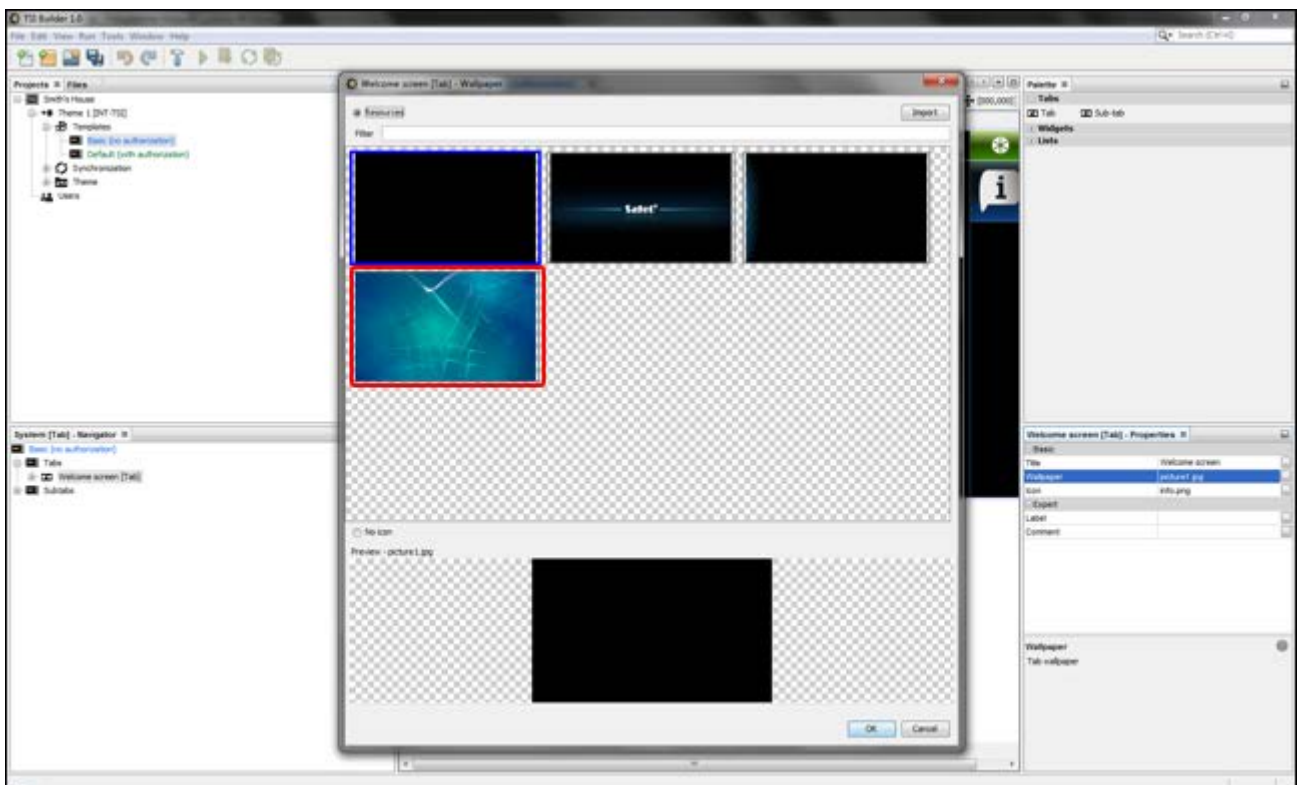 TSI Builder 1.0
File Edit View Run Tools Window Help
Search (Ctrl+I)
Projects Files
Smith's House
Theme 1 [INT-TSI]
Templates
Basic [no authorization]
Default [with authorization]
Synchronization
Theme
Users
Welcome screen [Tab] - Wallpaper
Resources
Import
Filter
Satel
No icon
Preview - picture1.jpg
OK Cancel
[000,000]
i
Palette
Tabs
Tab Sub-tab
Widgets
Lists
System [Tab] - Navigator
Basic [no authorization]
Tabs
Welcome screen [Tab]
Subtabs
Welcome screen [Tab] - Properties
Basic
Title Welcome screen
Wallpaper picture1.jpg
Icon info.png
Expert
Label
Comment
Wallpaper
Tab wallpaper